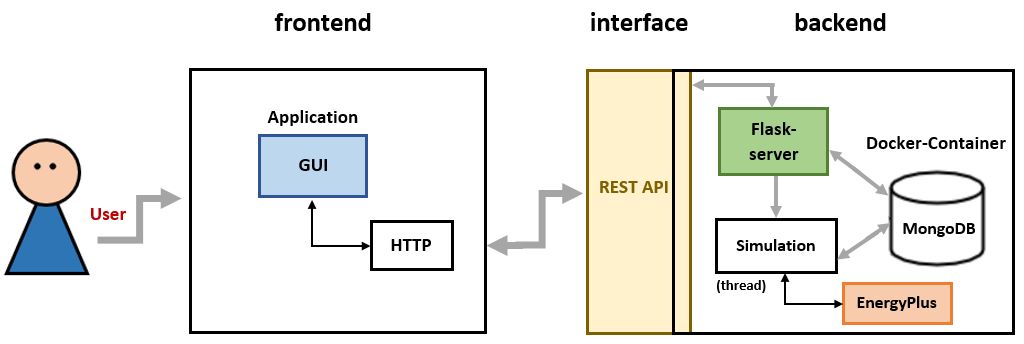 frontend
interface
backend
Application
GUI
HTTP
User
REST API
Flask-
server
Docker-Container
MongoDB
Simulation
(thread)
EnergyPlus